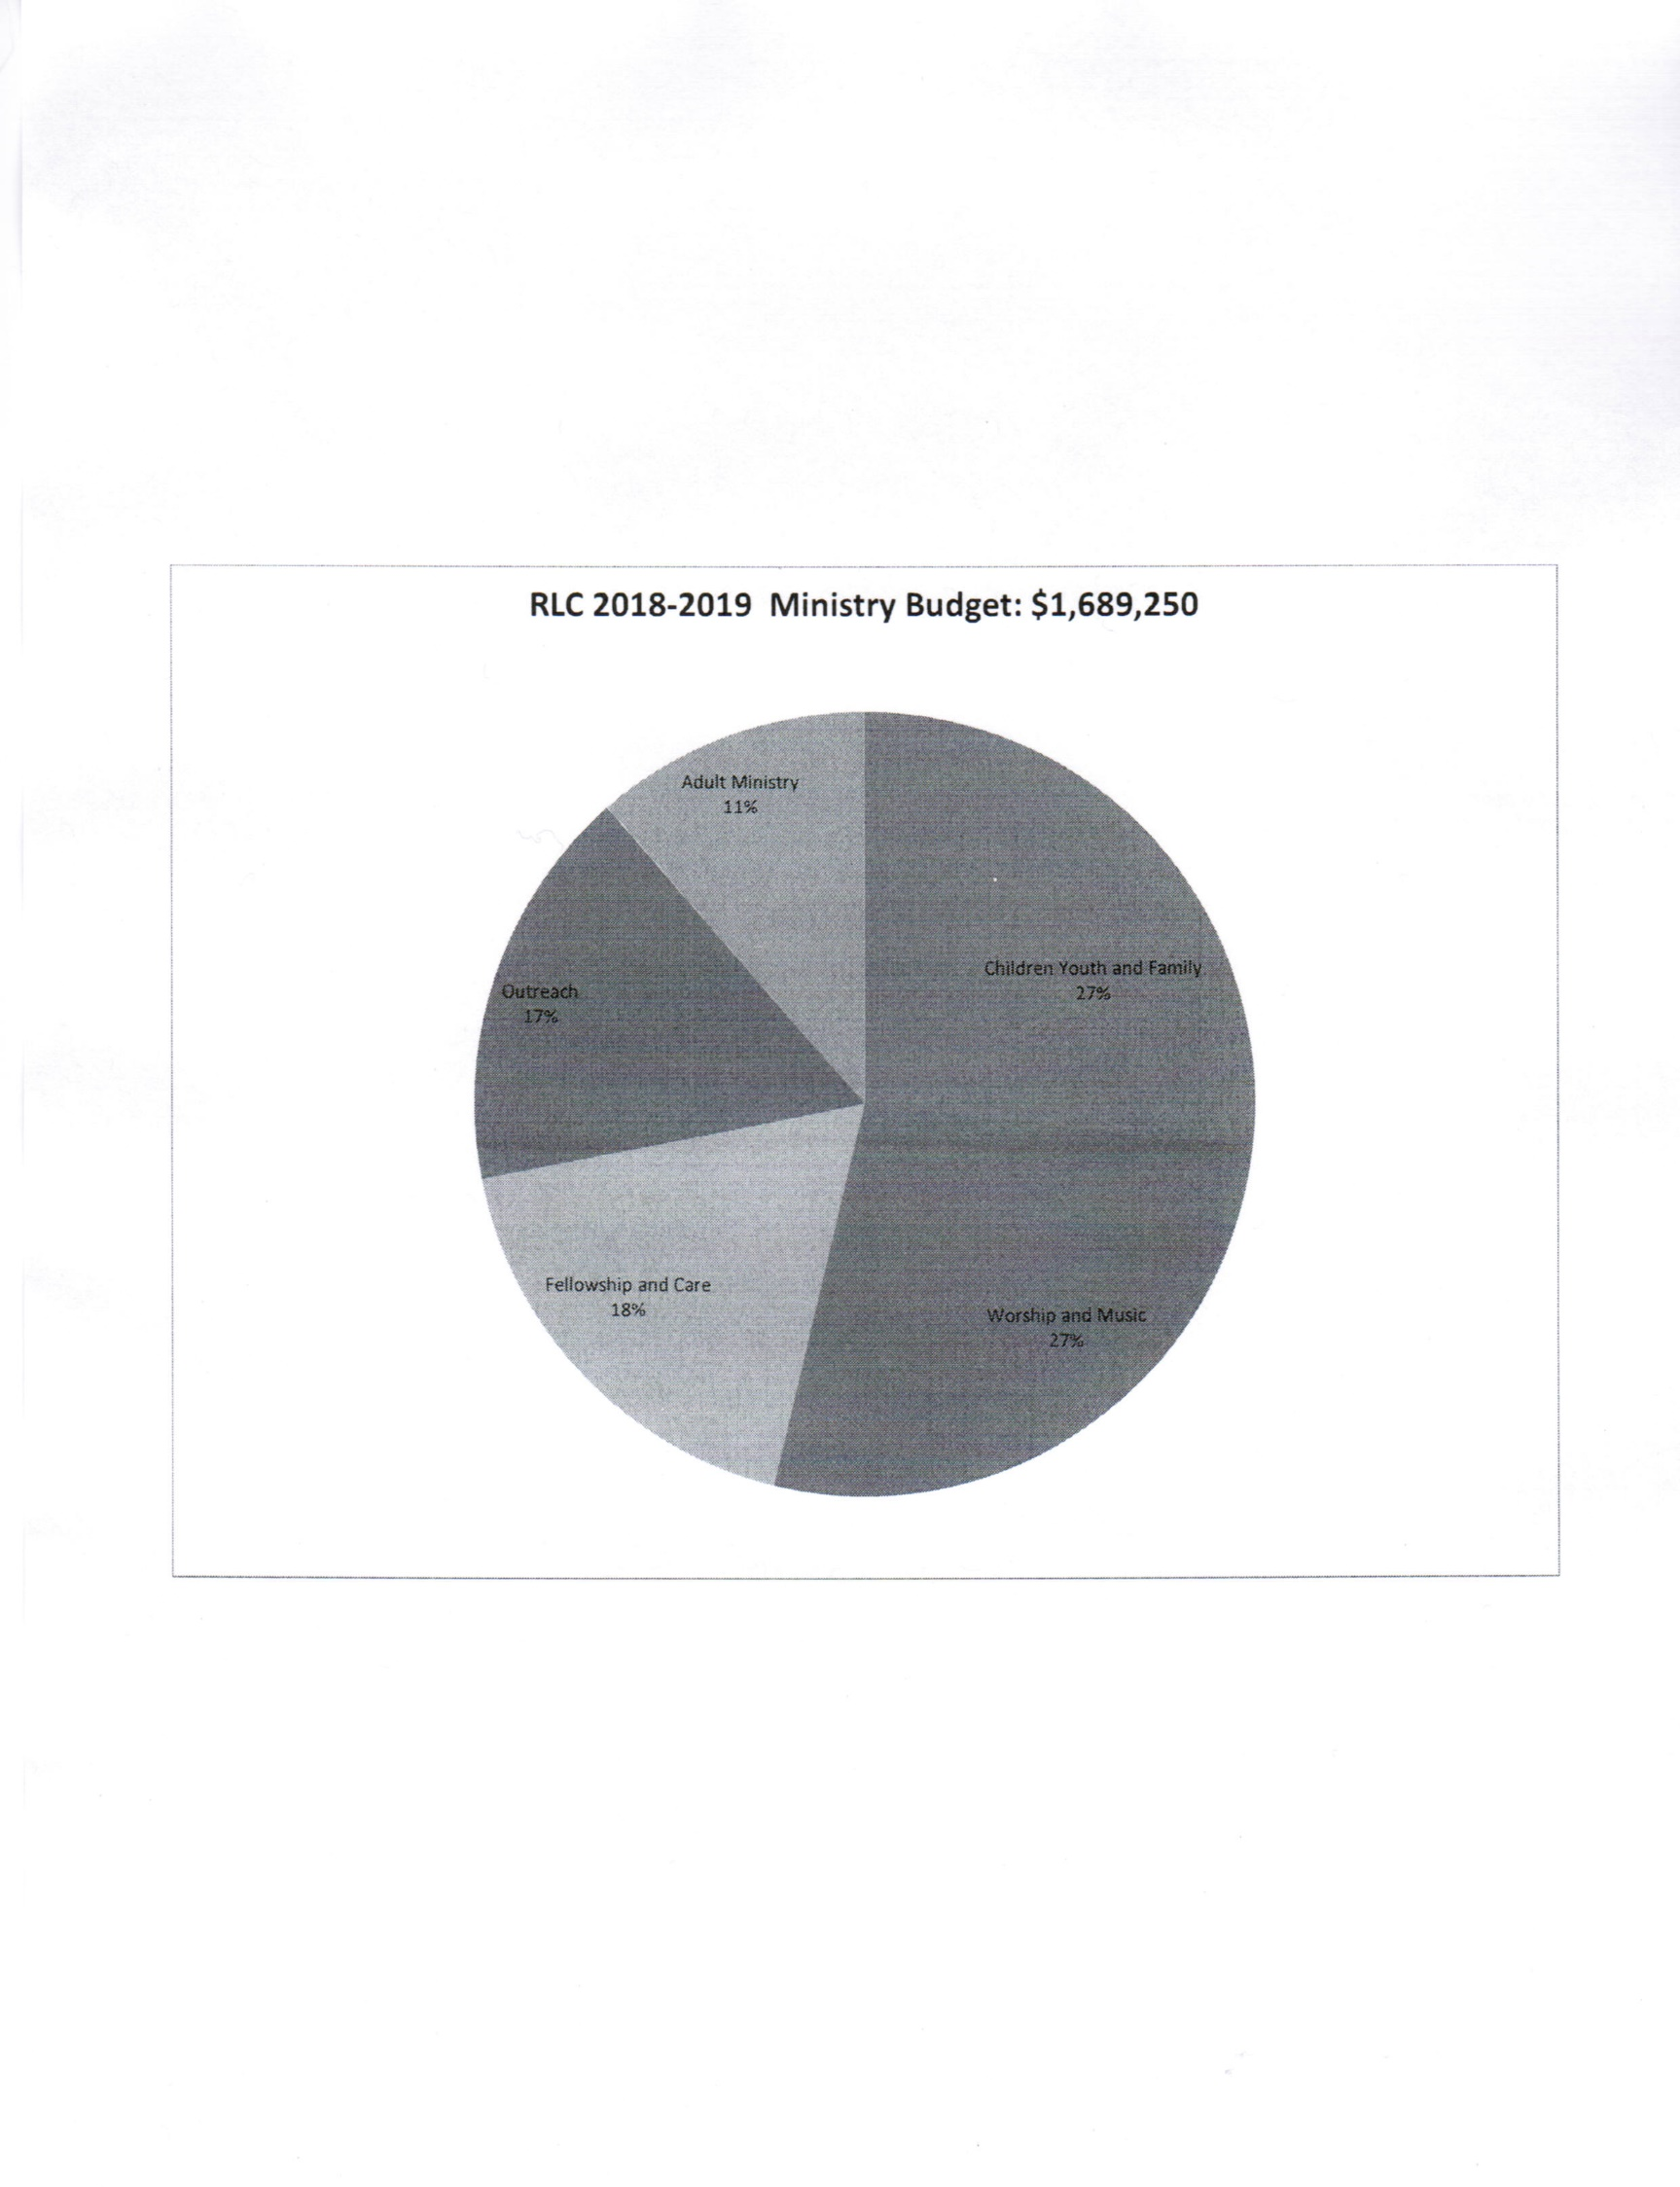 RLC 2018-2019  Ministry Budget: $1,689,250
Adult Ministry
11%
Children Youth and Family
27%
Outreach
17%
Fellowship and Care
18%
Worship and Music
27%